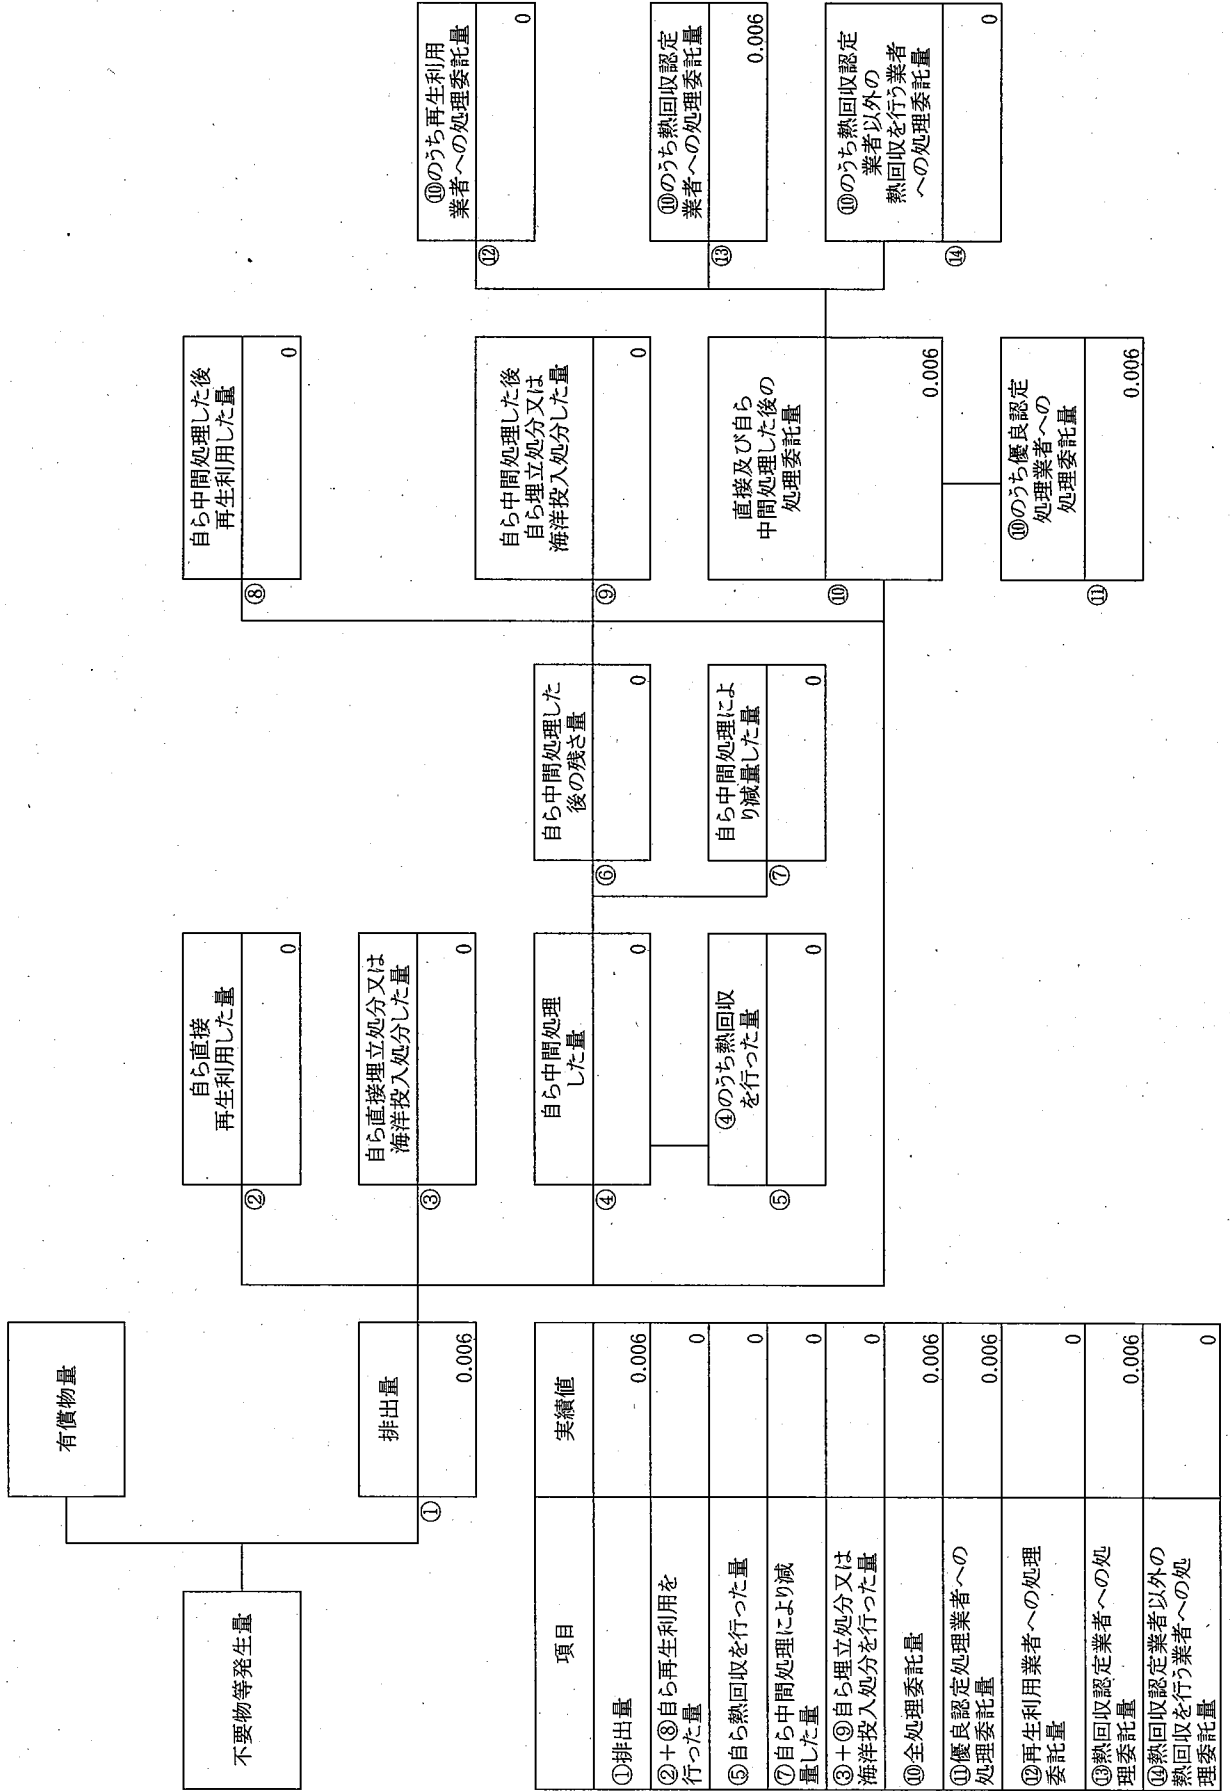 不要物等発生量
有償物量
排出量
①
0.006
自ら直接
再生利用した量
②
0
自ら直接埋立処分又は
海洋投入処分した量
③
0
自ら中間処理
した量
④
0
④のうち熱回収
を行った量
⑤
0
自ら中間処理した
後の残さ量
⑥
0
自ら中間処理によ
り減量した量
⑦
0
自ら中間処理した後
再生利用した量
⑧
0
自ら中間処理した後
自ら埋立処分又は
海洋投入処分した量
⑨
0
直接及び自ら
中間処理した後の
処理委託量
⑩
0.006
⑩のうち優良認定
処理業者への
処理委託量
⑪
0.006
⑩のうち再生利用
業者への処理委託量
⑫
0
⑩のうち熱回収認定
業者への処理委託量
⑬
0.006
⑩のうち熱回収認定
業者以外の
熱回収を行う業者
への処理委託量
⑭
0
項目 実績値
①排出量 0.006
②+⑧自ら再生利用を
行った量 0
⑤自ら熱回収を行った量 0
⑦自ら中間処理により減
量した量 0
③+⑨自ら埋立処分又は
海洋投入処分を行った量 0
⑩全処理委託量 0.006
⑪優良認定処理業者への
処理委託量 0.006
⑫再生利用業者への処理
委託量 0
⑬熱回収認定業者への処
理委託量 0.006
⑭熱回収認定業者以外の
熱回収を行う業者への処
理委託量 0